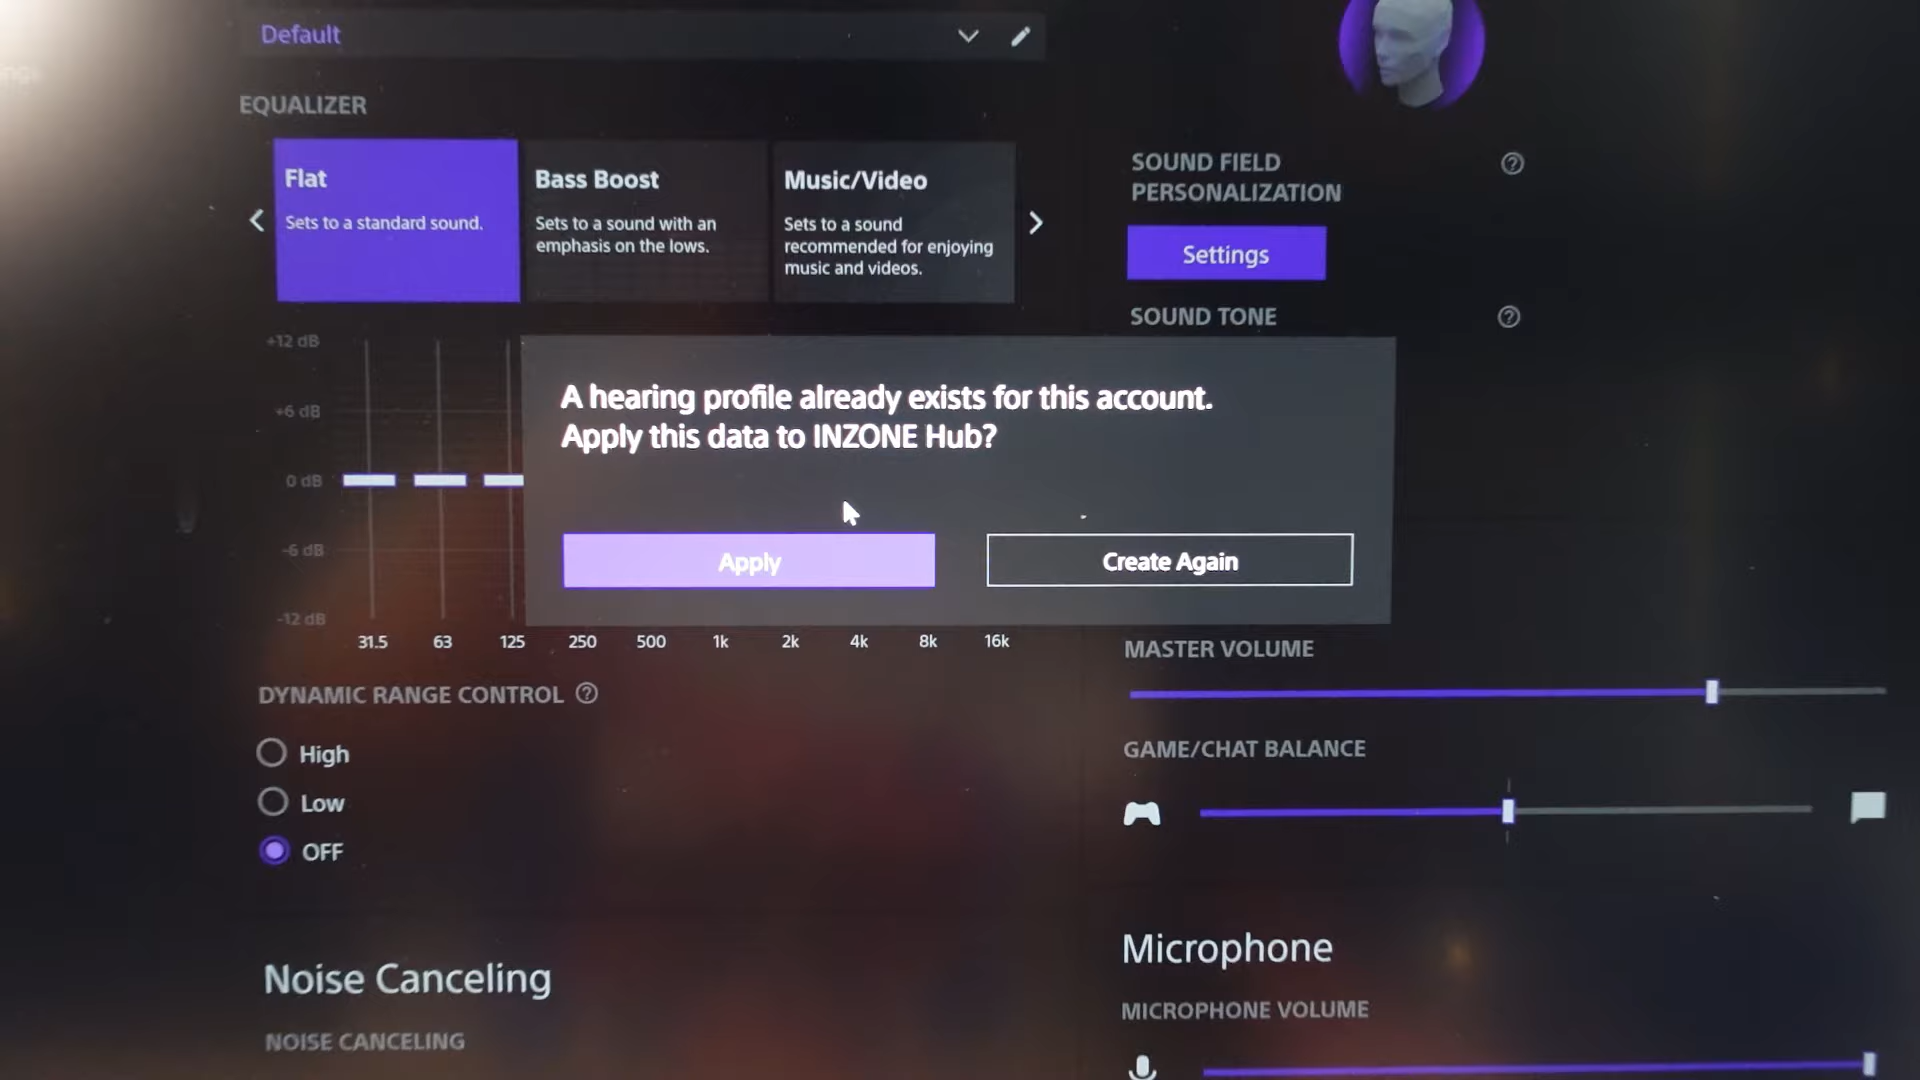 Default
EQUALIZER
Flat
Sets to a standard sound.
Bass Boost
Sets to a sound with an
emphasis on the lows.
Music/Video
Sets to a sound
recommended for enjoying
music and videos.
SOUND FIELD
PERSONALIZATION
Settings
SOUND TONE
+12 dB
+6 dB
0 dB
-6 dB
-12 dB
31.5 63 125 250 500 1k 2k 4k 8k 16k
A hearing profile already exists for this account.
Apply this data to INZONE Hub?
Apply
Create Again
DYNAMIC RANGE CONTROL
High
Low
OFF
MASTER VOLUME
GAME/CHAT BALANCE
Noise Canceling
NOISE CANCELING
Microphone
MICROPHONE VOLUME